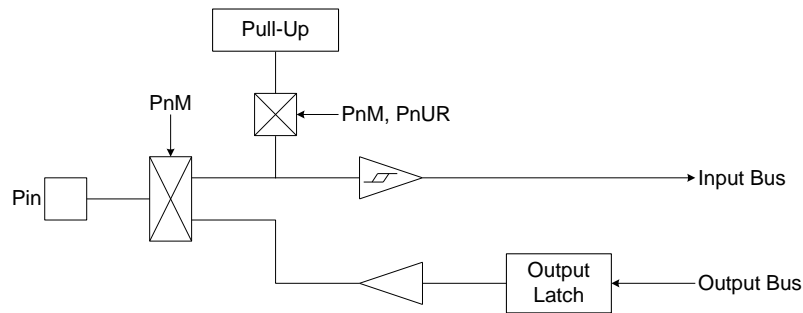 Pull-Up
PnM
PnM, PnUR
Pin
Input Bus
Output
Latch
Output Bus